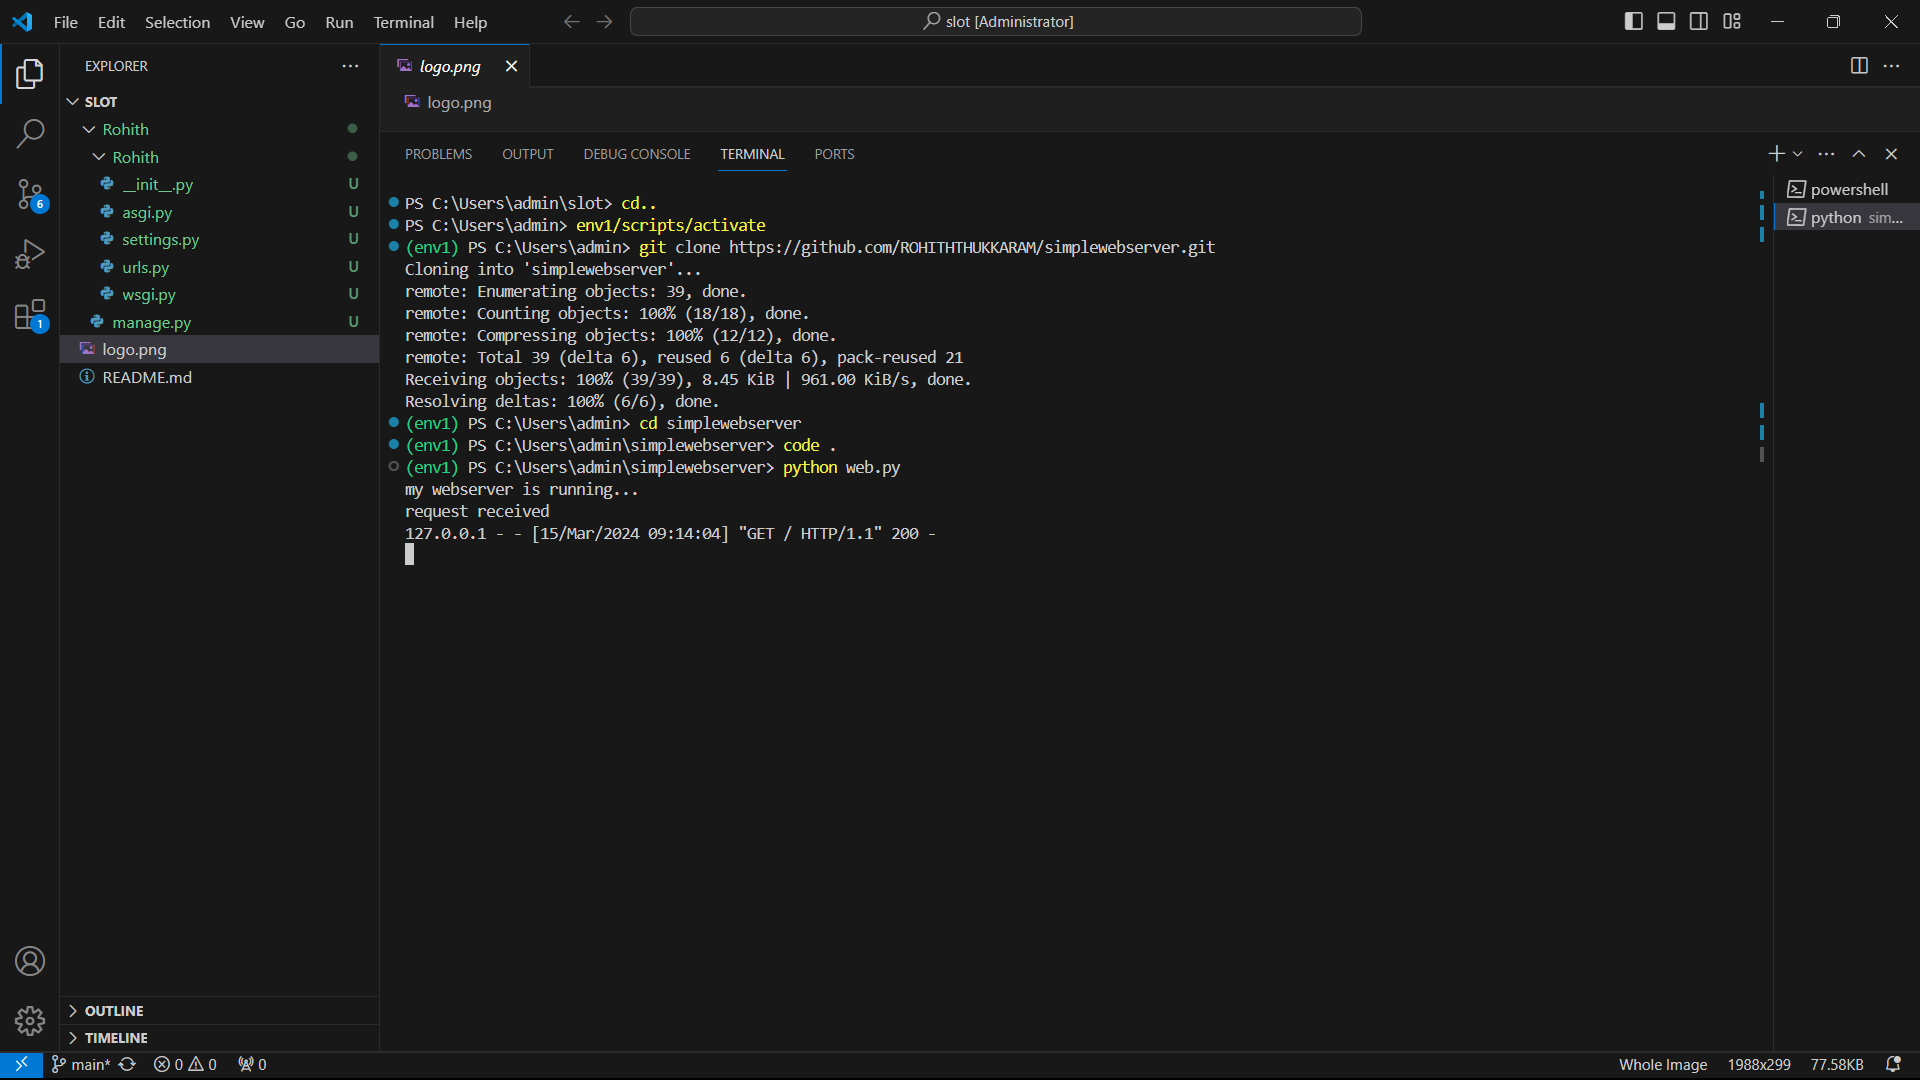 File Edit Selection View Go Run Terminal Help
slot [Administrator]
EXPLORER
SLOT
Rohith
Rohith
__init__.py U
asgi.py U
settings.py U
urls.py U
wsgi.py U
manage.py U
logo.png
README.md
6
1
OUTLINE
TIMELINE
logo.png
logo.png
PROBLEMS OUTPUT DEBUG CONSOLE TERMINAL PORTS
PS C:\Users\admin\slot> cd..
PS C:\Users\admin> env1/scripts/activate
(env1) PS C:\Users\admin> git clone https://github.com/ROHITHTHUKKARAM/simplewebserver.git
Cloning into 'simplewebserver'...
remote: Enumerating objects: 39, done.
remote: Counting objects: 100% (18/18), done.
remote: Compressing objects: 100% (12/12), done.
remote: Total 39 (delta 6), reused 6 (delta 6), pack-reused 21
Receiving objects: 100% (39/39), 8.45 KiB | 961.00 KiB/s, done.
Resolving deltas: 100% (6/6), done.
(env1) PS C:\Users\admin> cd simplewebserver
(env1) PS C:\Users\admin\simplewebserver> code .
(env1) PS C:\Users\admin\simplewebserver> python web.py
my webserver is running...
request received
127.0.0.1 - - [15/Mar/2024 09:14:04] "GET / HTTP/1.1" 200 -
powershell
python sim...
main* 0 0 0
Whole Image 1988x299 77.58KB